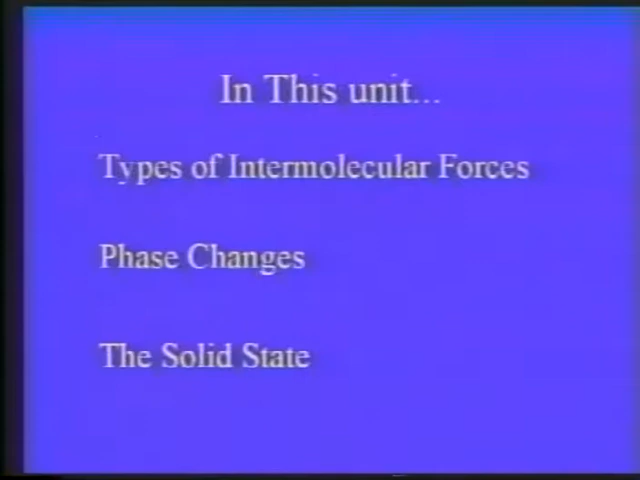 In This unit...
Types of Intermolecular Forces
Phase Changes
The Solid State